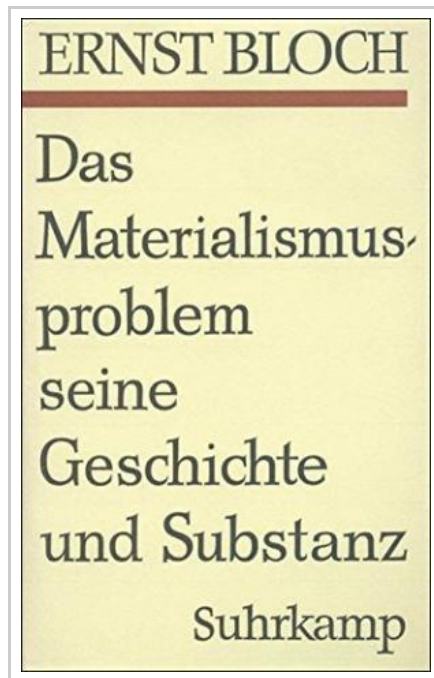 ERNST BLOCH
Das
Materialismus-
problem
seine
Geschichte
und Substanz
Suhrkamp